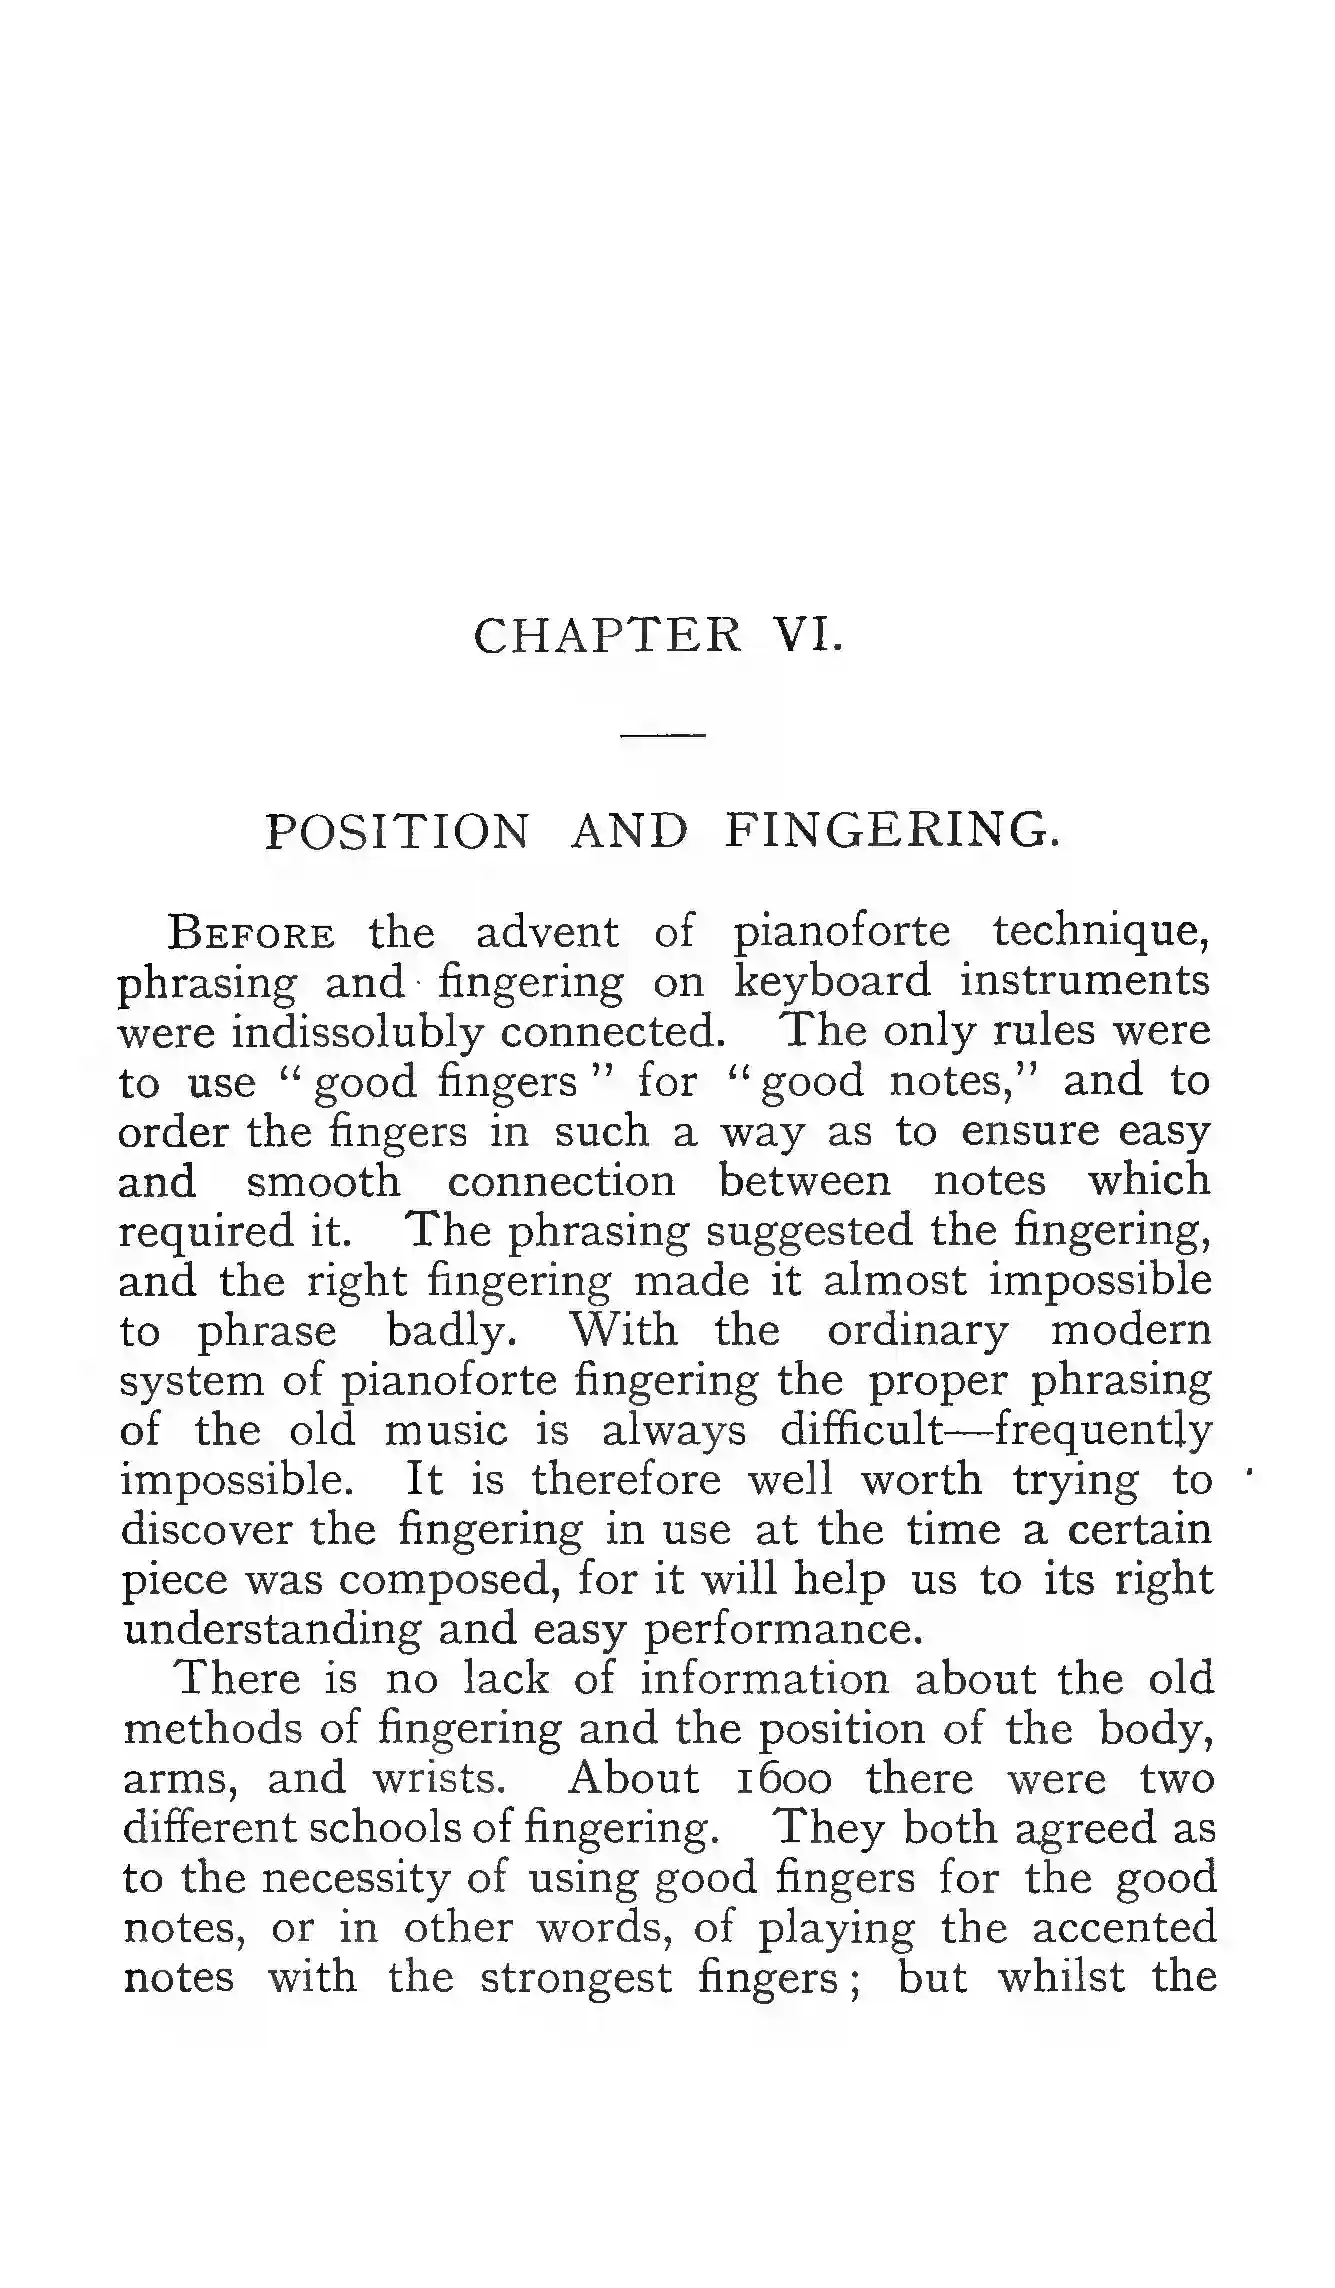 CHAPTER VI.
POSITION AND FINGERING.
BEFORE the advent of pianoforte technique,
phrasing and fingering on keyboard instruments
were indissolubly connected. The only rules were
to use “ good fingers ” for “ good notes,” and to
order the fingers in such a way as to ensure easy
and smooth connection between notes which
required it. The phrasing suggested the fingering,
and the right fingering made it almost impossible
to phrase badly. With the ordinary modern
system of pianoforte fingering the proper phrasing
of the old music is always difficult—frequently
impossible. It is therefore well worth trying to
discover the fingering in use at the time a certain
piece was composed, for it will help us to its right
understanding and easy performance.
There is no lack of information about the old
methods of fingering and the position of the body,
arms, and wrists. About 1600 there were two
different schools of fingering. They both agreed as
to the necessity of using good fingers for the good
notes, or in other words, of playing the accented
notes with the strongest fingers ; but whilst the